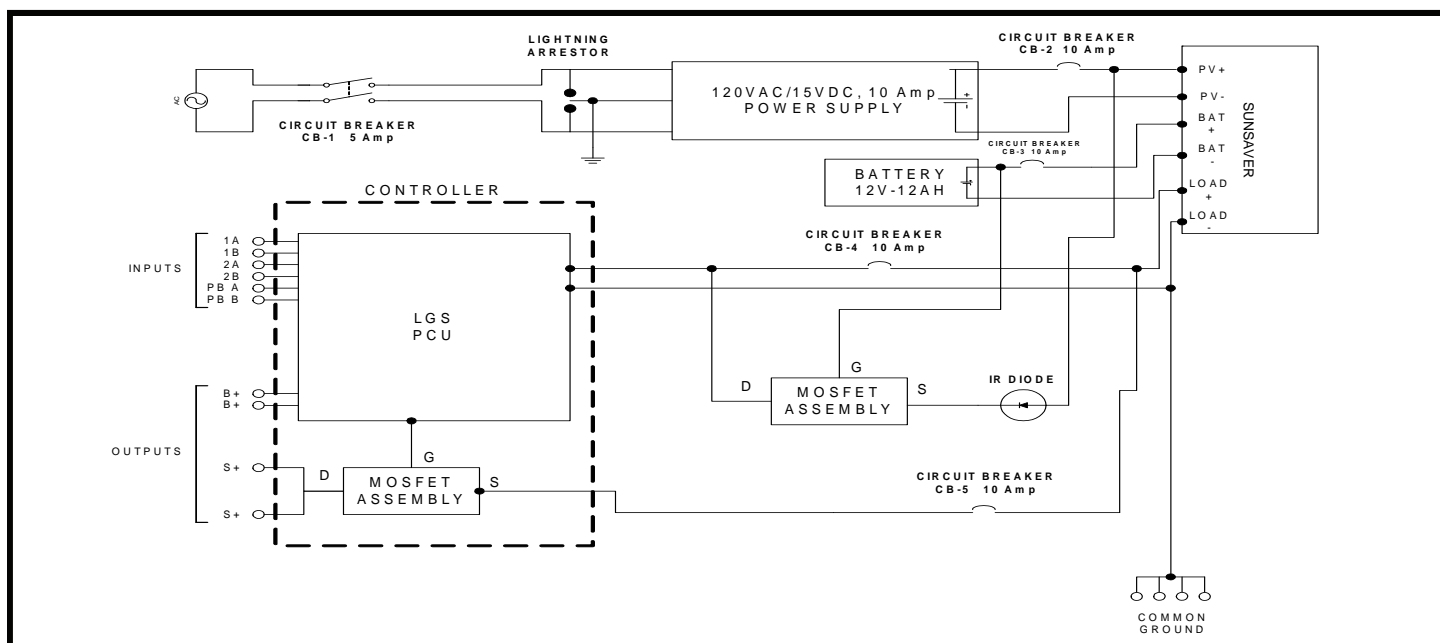 LIGHTNING
ARRESTOR
CIRCUIT BREAKER
CB-2 10 Amp
AC
CIRCUIT BREAKER
CB-1 5 Amp
120VAC/15VDC, 10 Amp
POWER SUPPLY
+
-
PV+
PV-
BAT
+
BAT
-
LOAD
+
LOAD
-
SUNSAVER
CIRCUIT BREAKER
CB-3 10 Amp
BATTERY
12V-12AH
CONTROLLER
CIRCUIT BREAKER
CB-4 10 Amp
INPUTS
1A
1B
2A
2B
PB A
PB B
LGS
PCU
D
G
S
MOSFET
ASSEMBLY
IR DIODE
OUTPUTS
B+
B+
S+
S+
D
G
S
MOSFET
ASSEMBLY
CIRCUIT BREAKER
CB-5 10 Amp
COMMON
GROUND